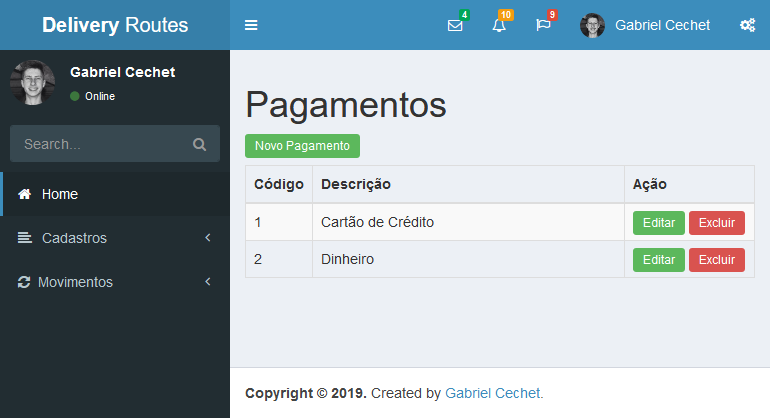 Delivery Routes
4
10
9
Gabriel Cechet
Gabriel Cechet
Online
Search...
Home
Cadastros
Movimentos
Pagamentos
Novo Pagamento
Código Descrição Ação
1 Cartão de Crédito Editar Excluir
2 Dinheiro Editar Excluir
Copyright © 2019. Created by Gabriel Cechet.